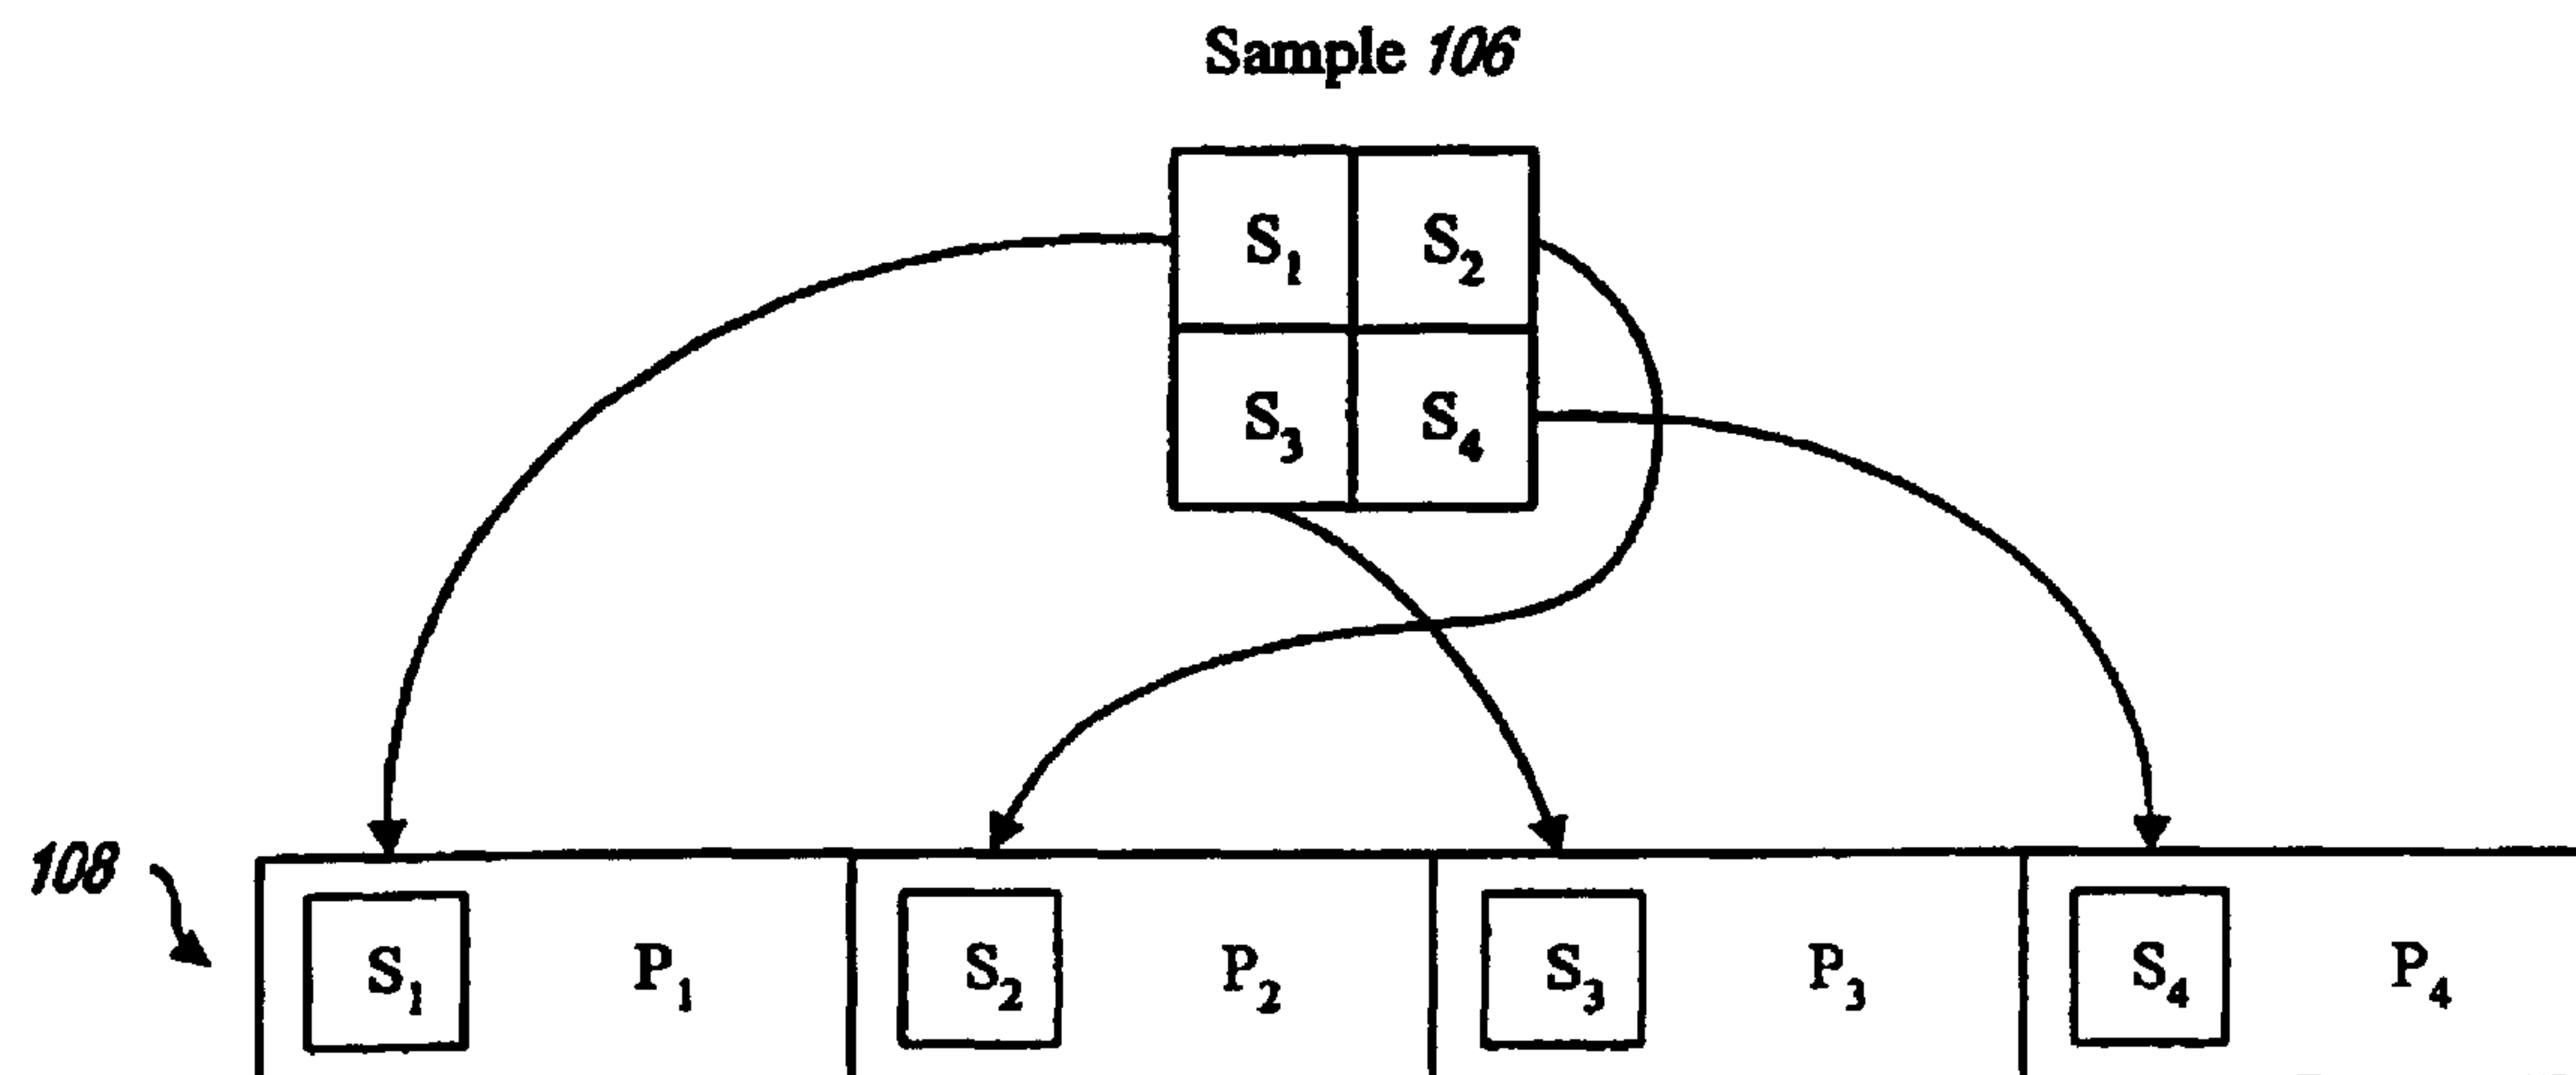 Sample 106
S₁ S₂
S₃ S₄
108
S₁ P₁ S₂ P₂ S₃ P₃ S₄ P₄